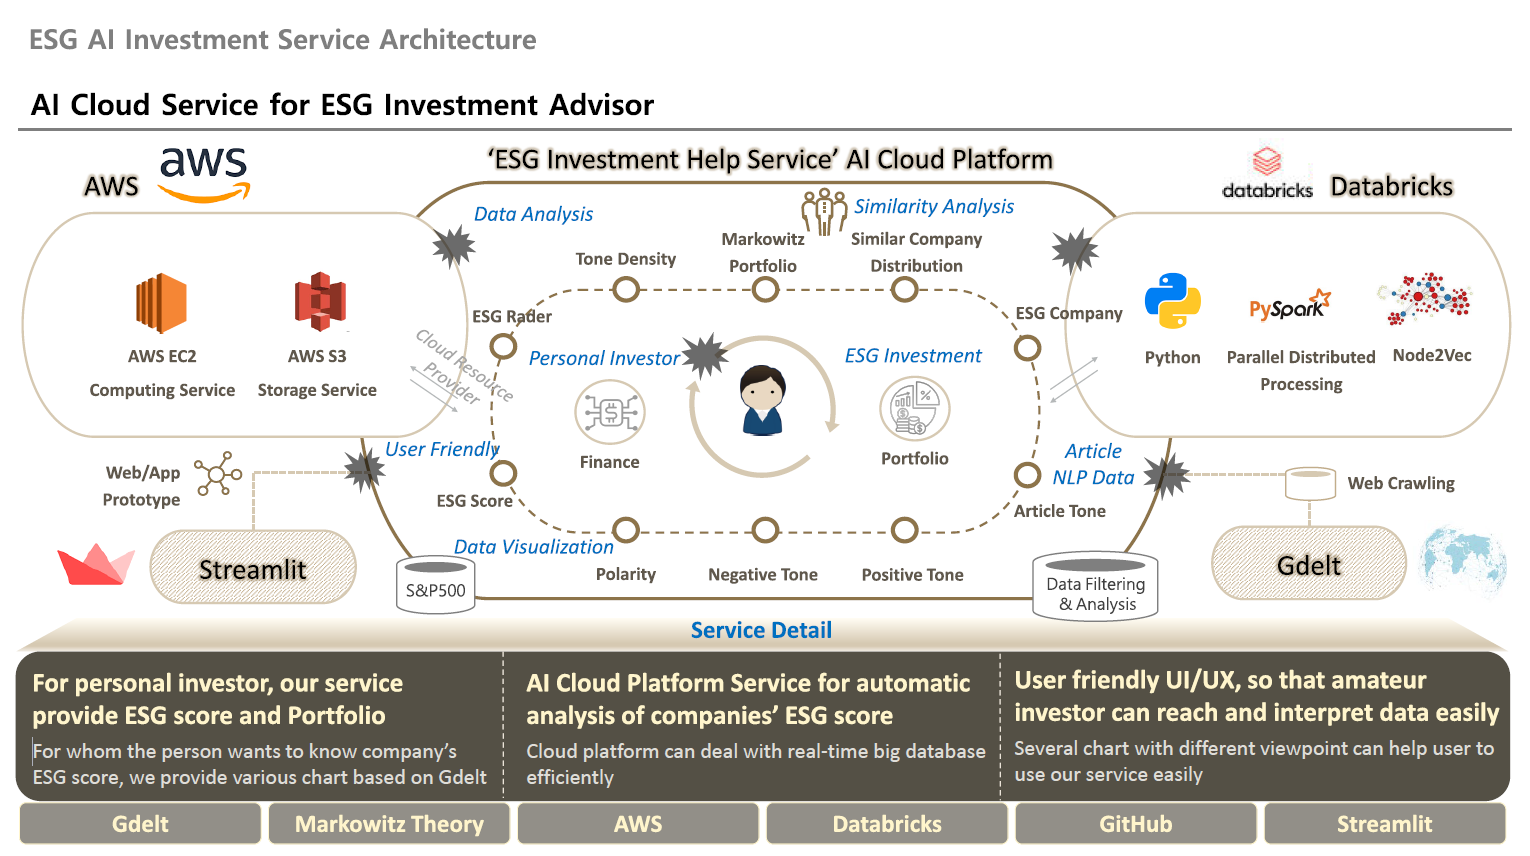 ESG AI Investment Service Architecture
AI Cloud Service for ESG Investment Advisor
AWS
aws
'ESG Investment Help Service' AI Cloud Platform
databricks
Databricks
Data Analysis
Similarity Analysis
Tone Density
Markowitz
Portfolio
Similar Company
Distribution
ESG Rader
ESG Company
Personal Investor
ESG Investment
Cloud Resource
Provider
AWS EC2
Computing Service
AWS S3
Storage Service
Python
PySpark
Parallel Distributed
Processing
Node2Vec
Finance
Portfolio
User Friendly
ESG Score
Article
NLP Data
Article Tone
Web/App
Prototype
Web Crawling
Streamlit
Gdelt
Data Visualization
S&P500
Polarity
Negative Tone
Positive Tone
Data Filtering
& Analysis
Service Detail
For personal investor, our service
provide ESG score and Portfolio
For whom the person wants to know company's
ESG score, we provide various chart based on Gdelt
AI Cloud Platform Service for automatic
analysis of companies' ESG score
Cloud platform can deal with real-time big database
efficiently
User friendly UI/UX, so that amateur
investor can reach and interpret data easily
Several chart with different viewpoint can help user to
use our service easily
Gdelt
Markowitz Theory
AWS
Databricks
GitHub
Streamlit